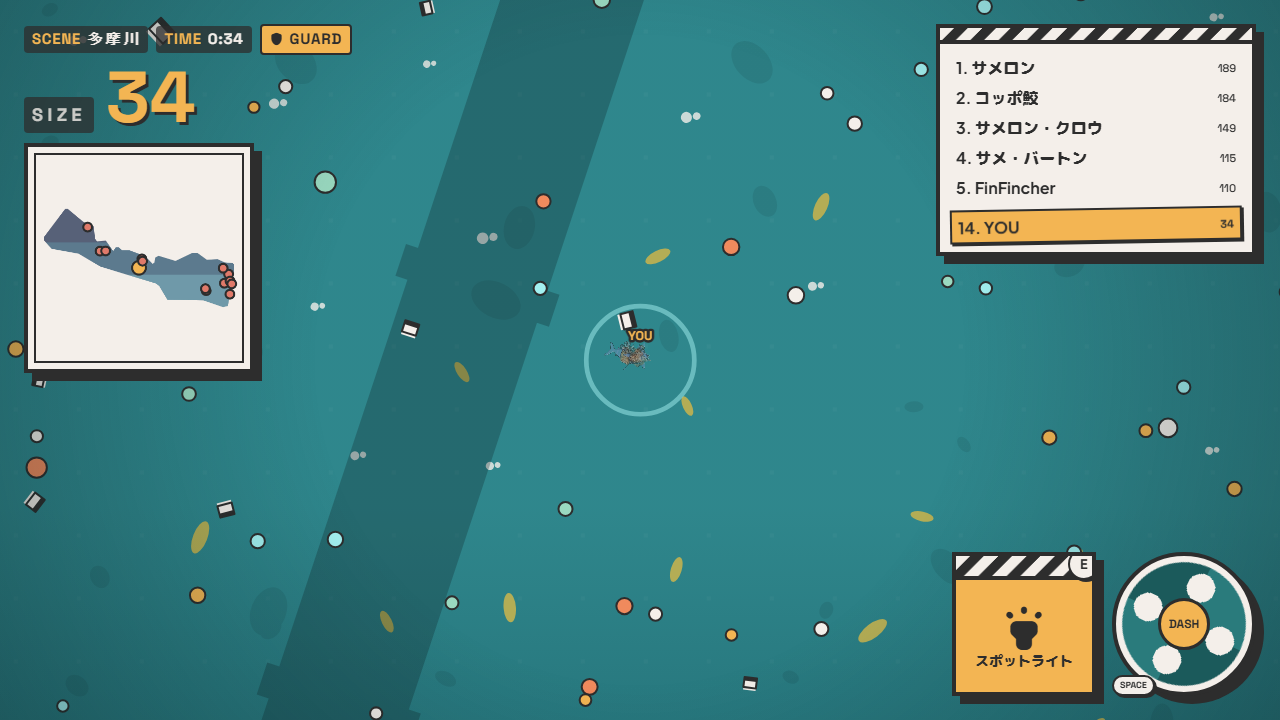 SCENE 多摩川
TIME 0:34
GUARD
SIZE 34
1. サメロン 189
2. コッポ鮫 184
3. サメロン・クロウ 149
4. サメ・バートン 115
5. FinFincher 110
14. YOU 34
YOU
E
スポットライト
DASH
SPACE